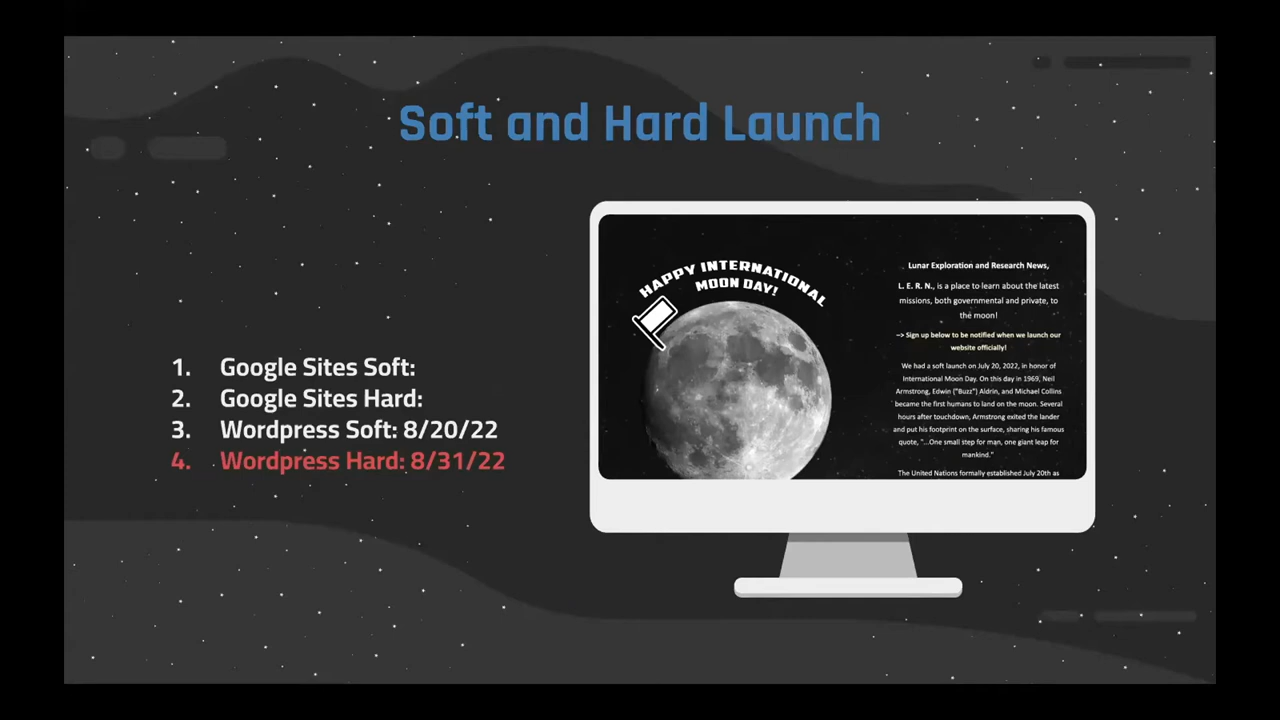 Soft and Hard Launch
1. Google Sites Soft:
2. Google Sites Hard:
3. Wordpress Soft: 8/20/22
4. Wordpress Hard: 8/31/22
HAPPY INTERNATIONAL
MOON DAY!
Lunar Exploration and Research News,
L. E. R. N., is a place to learn about the latest
missions, both governmental and private, to
the moon!
–> Sign up below to be notified when we launch our
website officially!
We had a soft launch on July 20, 2022, in honor of
International Moon Day. On this day in 1969, Neil
Armstrong, Edwin ("Buzz") Aldrin, and Michael Collins
became the first humans to land on the moon. Several
hours after touchdown, Armstrong exited the lander
and put his footprint on the surface, sharing his famous
quote, "...One small step for man, one giant leap for
mankind."
The United Nations formally established July 20th as